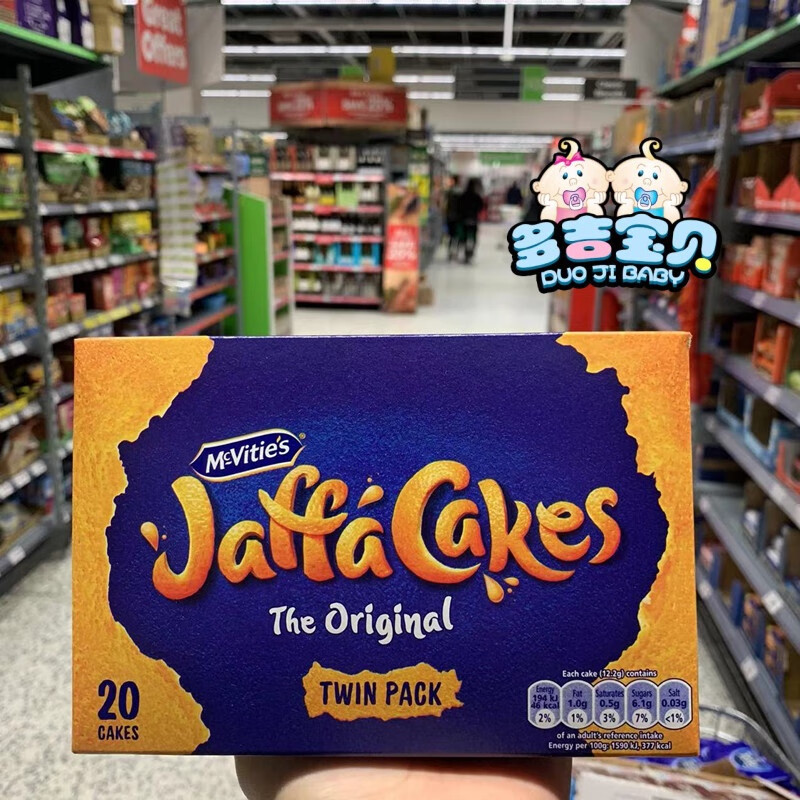 Great
Offers
多吉宝贝
DUO JI BABY
McVitie's®
Jaffa Cakes
The Original
TWIN PACK
20
CAKES
Each cake (12.2g) contains
Energy 194 kJ 46 kcal 2%
Fat 1.0g 1%
Saturates 0.5g 3%
Sugars 6.1g 7%
Salt 0.03g <1%
of an adult's reference intake
Energy per 100g: 1590 kJ, 377 kcal